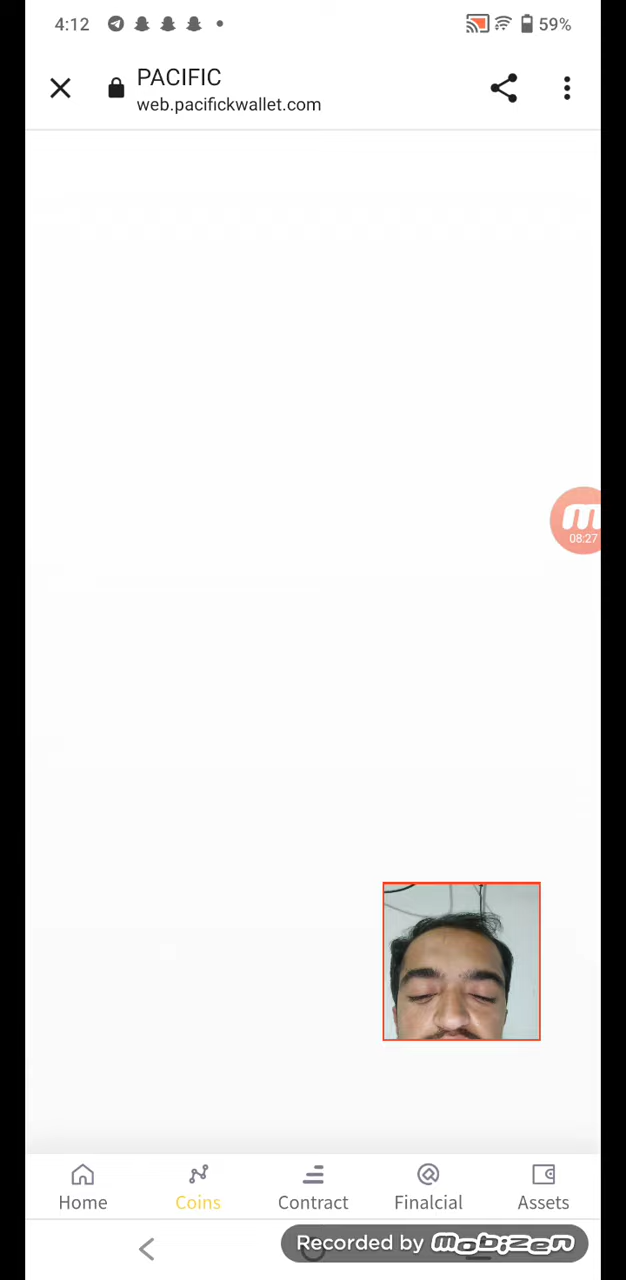 4:12
59%
PACIFIC
web.pacifickwallet.com
m
08:27
Home
Coins
Contract
Finalcial
Assets
Recorded by mobizen